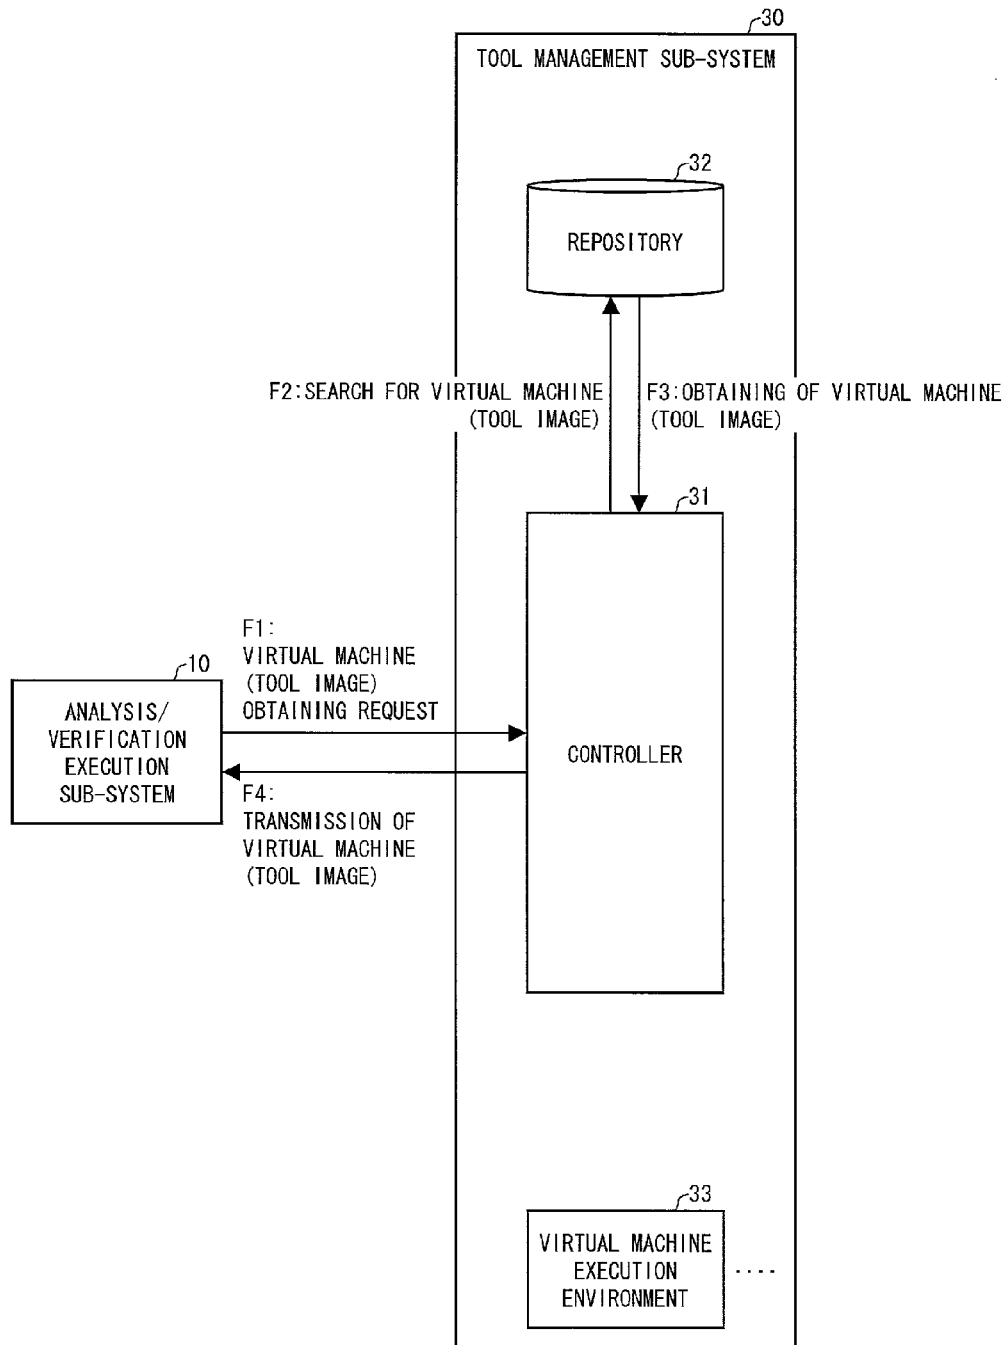 30
TOOL MANAGEMENT SUB-SYSTEM
32
REPOSITORY
F2:SEARCH FOR VIRTUAL MACHINE
(TOOL IMAGE)
F3:OBTAINING OF VIRTUAL MACHINE
(TOOL IMAGE)
31
CONTROLLER
F1:
VIRTUAL MACHINE
(TOOL IMAGE)
OBTAINING REQUEST
10
ANALYSIS/
VERIFICATION
EXECUTION
SUB-SYSTEM
F4:
TRANSMISSION OF
VIRTUAL MACHINE
(TOOL IMAGE)
33
VIRTUAL MACHINE
EXECUTION
ENVIRONMENT
....